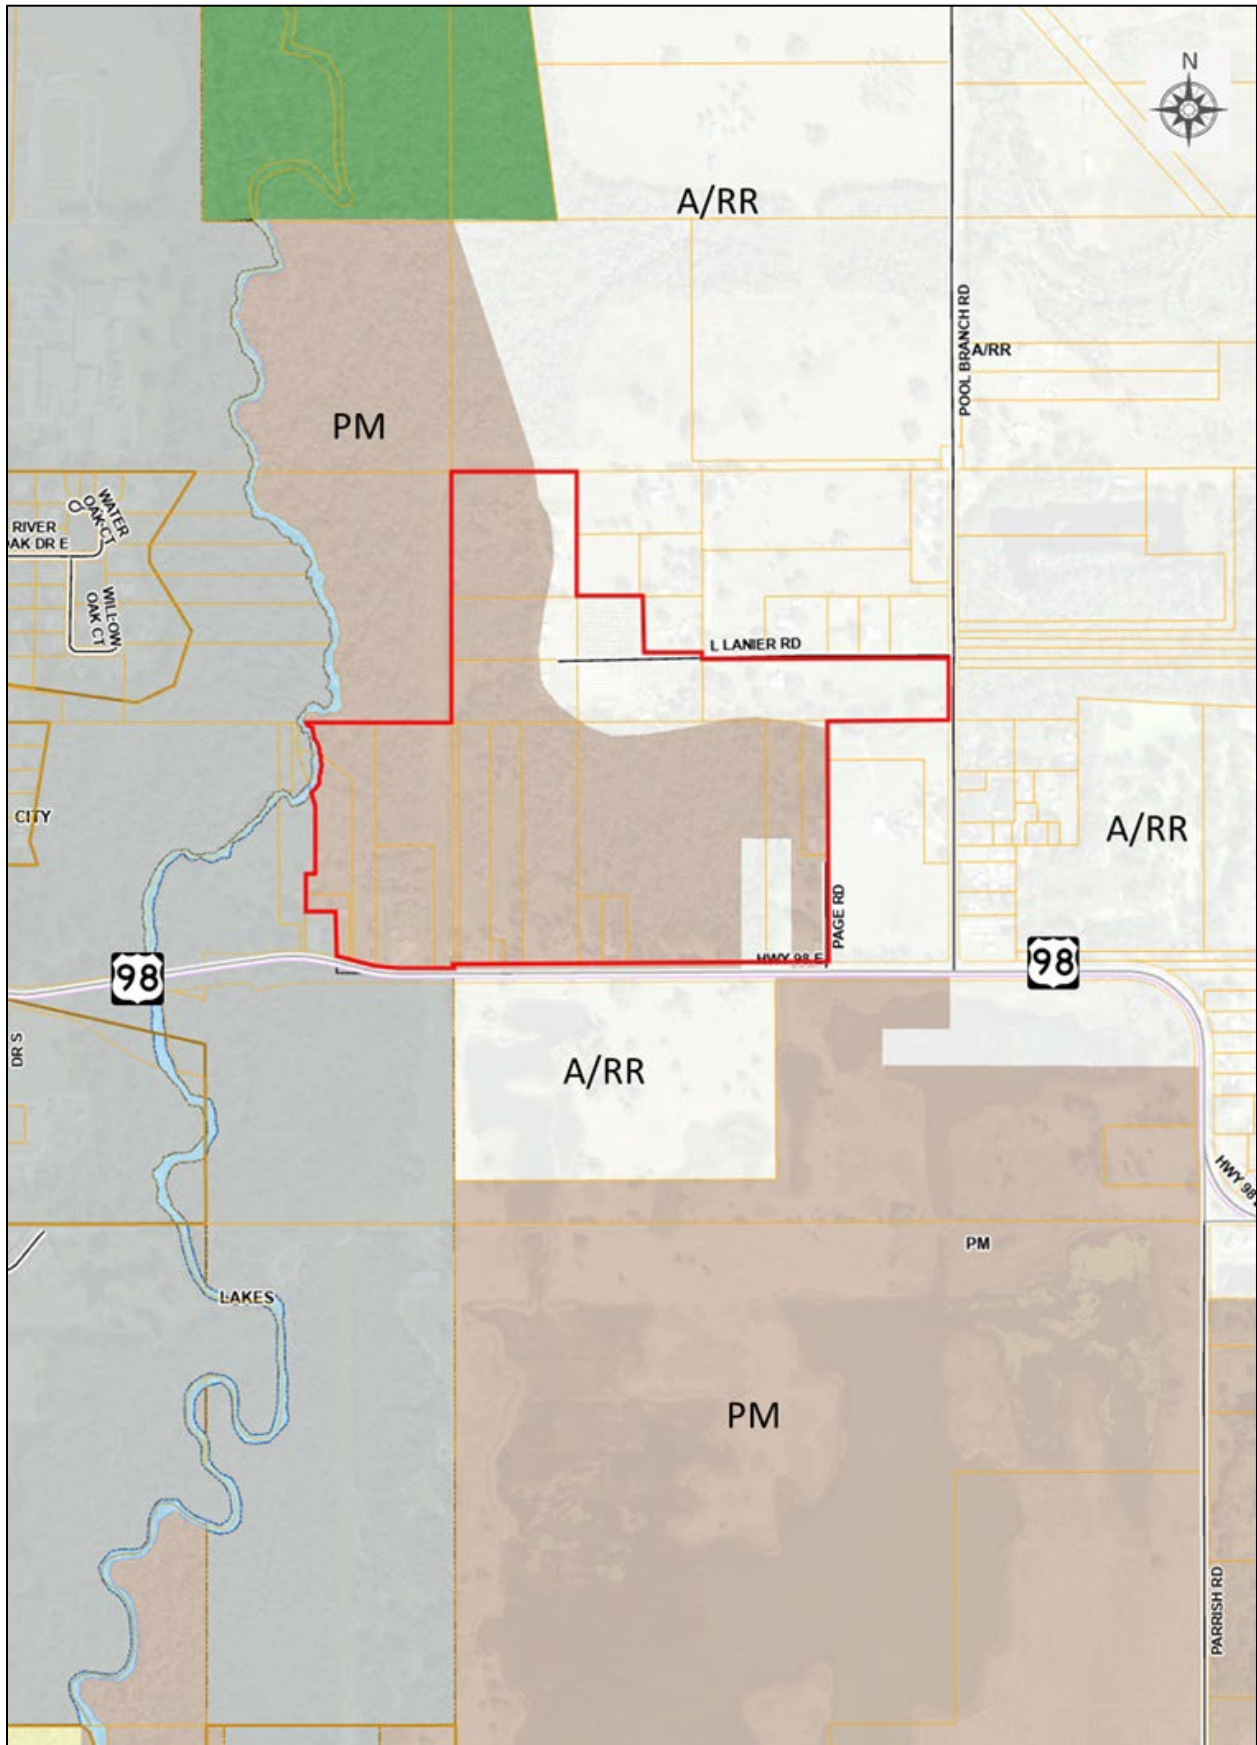 N
A/RR
POOL BRANCH RD
A/RR
PM
WATER
OAK CT
RIVER
OAK DR E
WILLOW
OAK CT
L LANIER RD
CITY
A/RR
PAGE RD
HWY 98 E
98
98
DR S
A/RR
HWY 98
PM
LAKES
PM
PARRISH RD